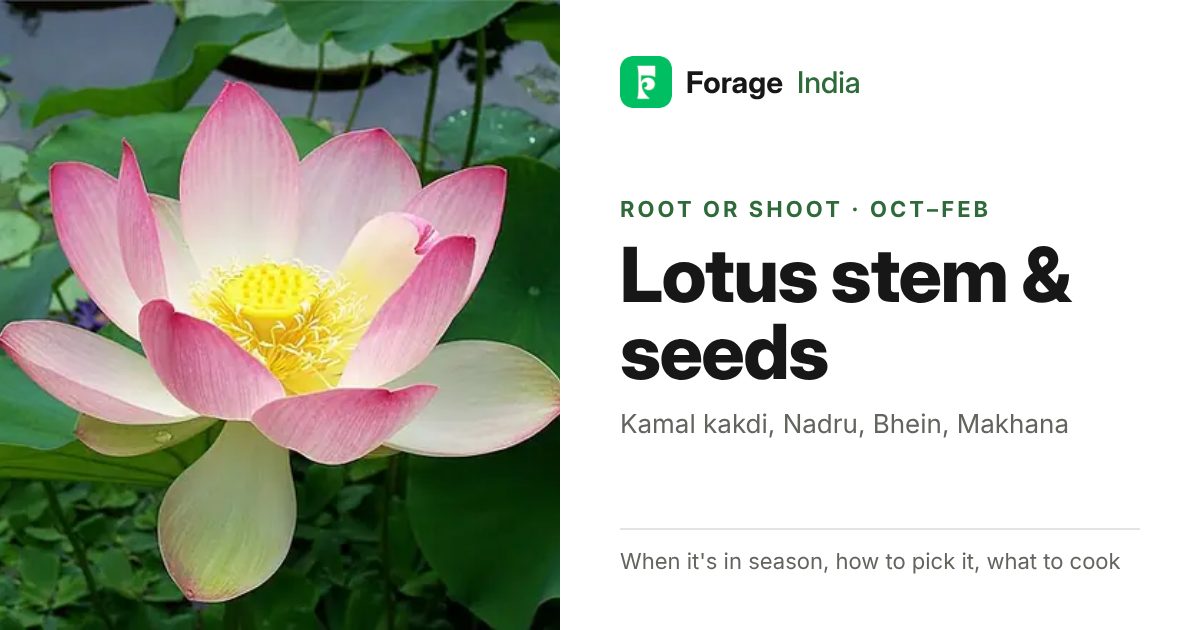 Forage India
ROOT OR SHOOT · OCT–FEB
Lotus stem &
seeds
Kamal kakdi, Nadru, Bhein, Makhana
When it's in season, how to pick it, what to cook